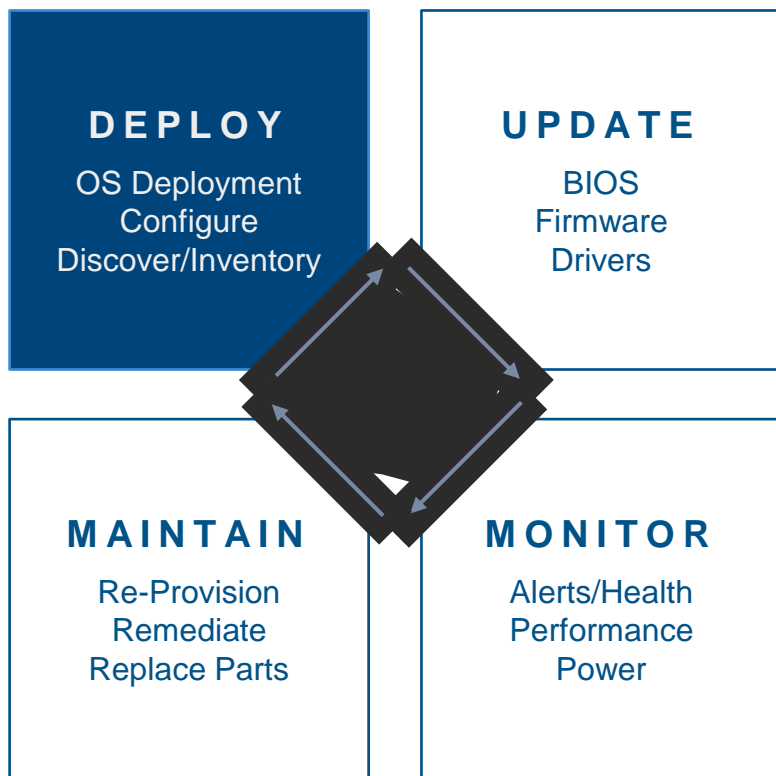 DEPLOY
OS Deployment
Configure
Discover/Inventory
UPDATE
BIOS
Firmware
Drivers
MAINTAIN
Re-Provision
Remediate
Replace Parts
MONITOR
Alerts/Health
Performance
Power